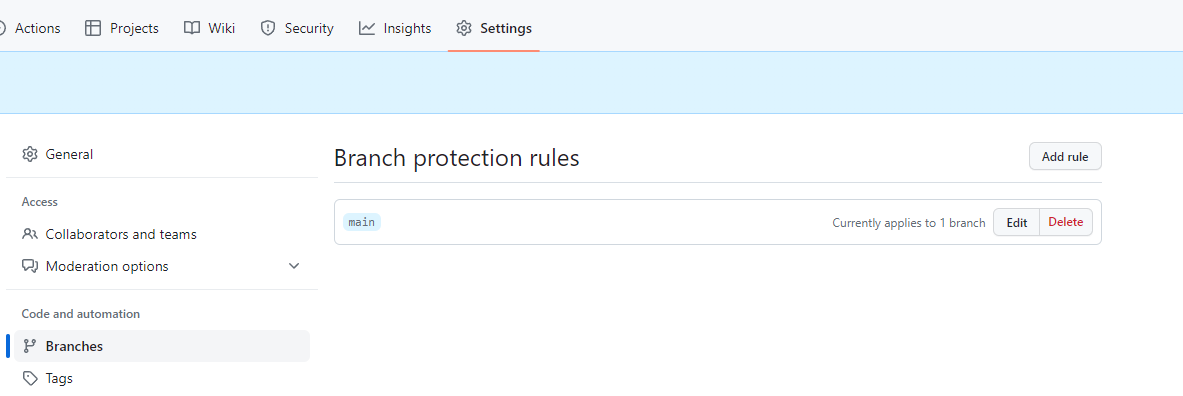 Actions Projects Wiki Security Insights Settings
General
Access
Collaborators and teams
Moderation options
Code and automation
Branches
Tags
Branch protection rules Add rule
main Currently applies to 1 branch Edit Delete